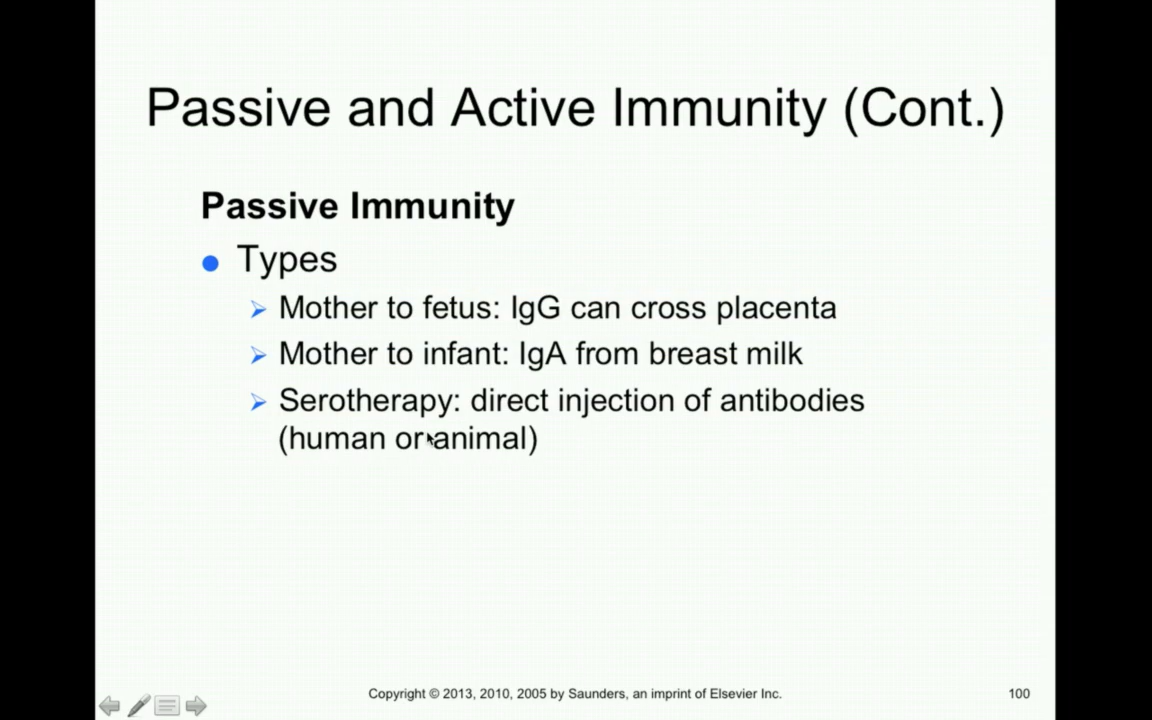 Passive and Active Immunity (Cont.)
Passive Immunity
Types
Mother to fetus: IgG can cross placenta
Mother to infant: IgA from breast milk
Serotherapy: direct injection of antibodies
(human or animal)
Copyright © 2013, 2010, 2005 by Saunders, an imprint of Elsevier Inc.
100